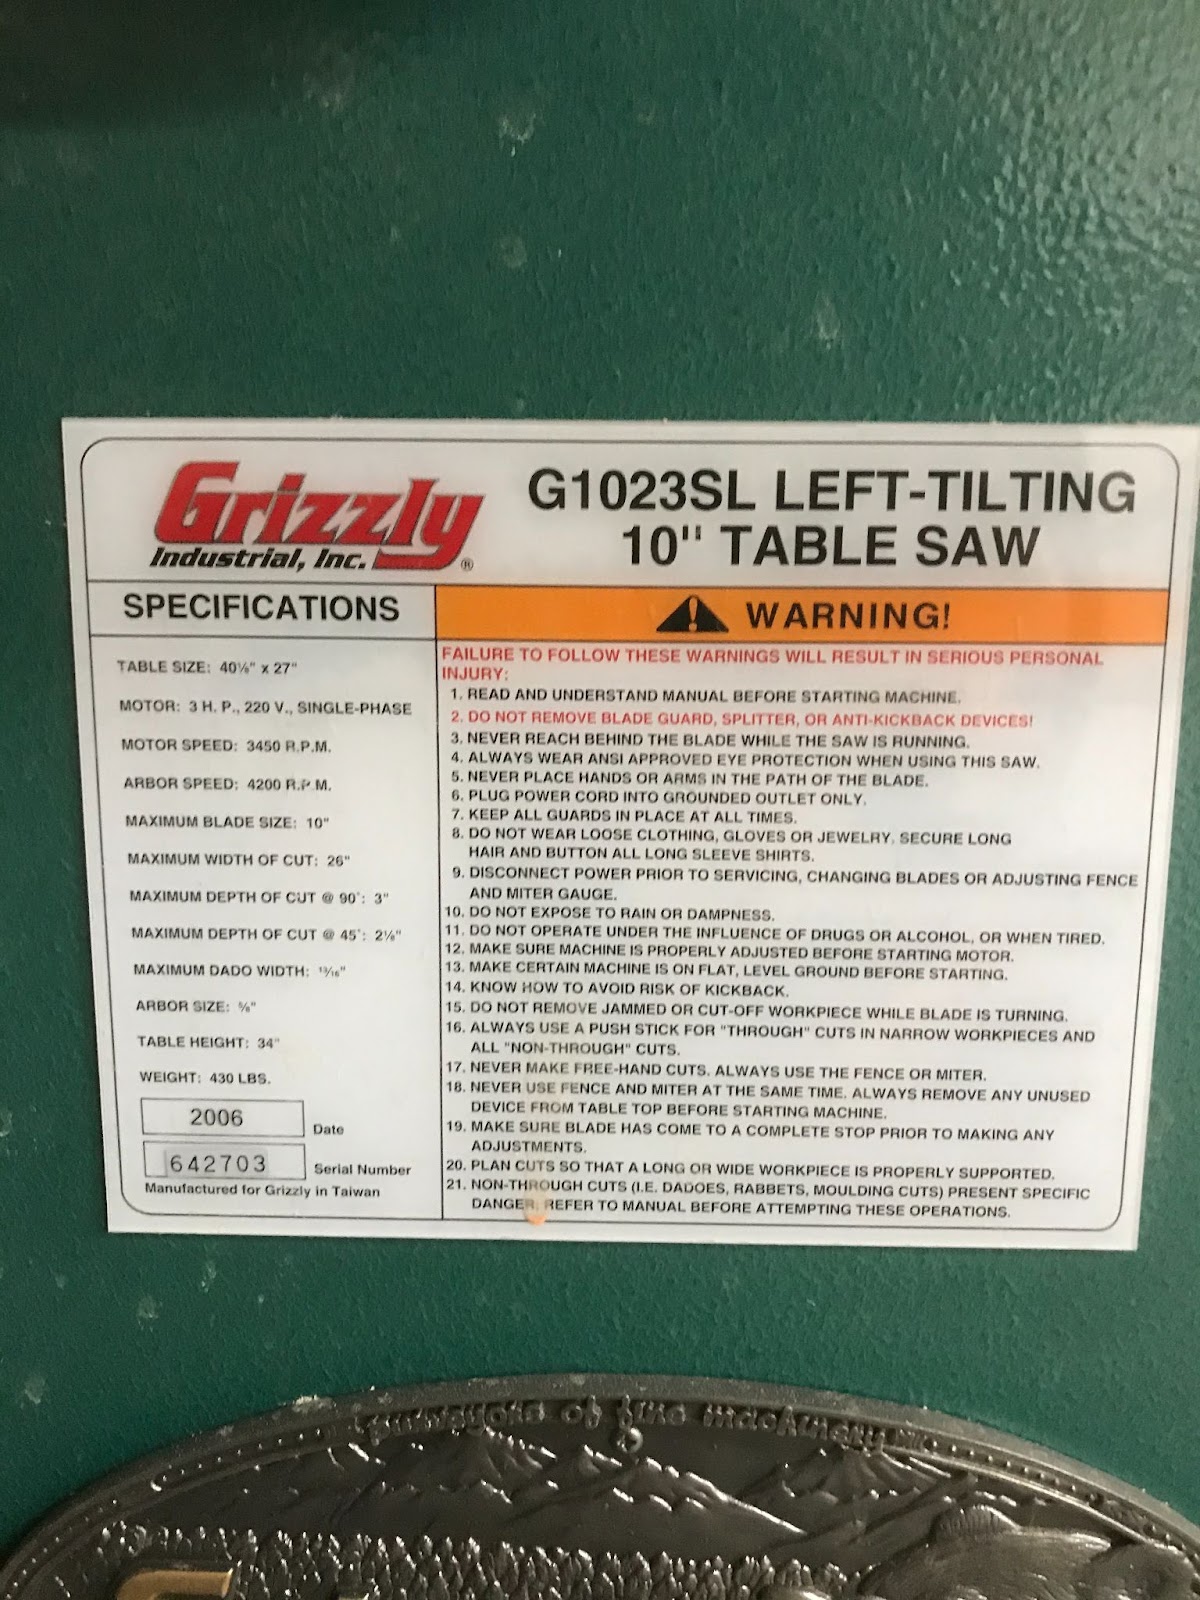 Grizzly
Industrial, Inc.®
G1023SL LEFT-TILTING
10" TABLE SAW
SPECIFICATIONS
TABLE SIZE: 40⅛" x 27"
MOTOR: 3 H. P., 220 V., SINGLE-PHASE
MOTOR SPEED: 3450 R.P.M.
ARBOR SPEED: 4200 R.P.M.
MAXIMUM BLADE SIZE: 10"
MAXIMUM WIDTH OF CUT: 26"
MAXIMUM DEPTH OF CUT @ 90°: 3"
MAXIMUM DEPTH OF CUT @ 45°: 2⅛"
MAXIMUM DADO WIDTH: 13/16"
ARBOR SIZE: ⅝"
TABLE HEIGHT: 34"
WEIGHT: 430 LBS.
2006 Date
642703 Serial Number
Manufactured for Grizzly in Taiwan
WARNING!
FAILURE TO FOLLOW THESE WARNINGS WILL RESULT IN SERIOUS PERSONAL
INJURY:
1. READ AND UNDERSTAND MANUAL BEFORE STARTING MACHINE.
2. DO NOT REMOVE BLADE GUARD, SPLITTER, OR ANTI-KICKBACK DEVICES!
3. NEVER REACH BEHIND THE BLADE WHILE THE SAW IS RUNNING.
4. ALWAYS WEAR ANSI APPROVED EYE PROTECTION WHEN USING THIS SAW.
5. NEVER PLACE HANDS OR ARMS IN THE PATH OF THE BLADE.
6. PLUG POWER CORD INTO GROUNDED OUTLET ONLY.
7. KEEP ALL GUARDS IN PLACE AT ALL TIMES.
8. DO NOT WEAR LOOSE CLOTHING, GLOVES OR JEWELRY. SECURE LONG
HAIR AND BUTTON ALL LONG SLEEVE SHIRTS.
9. DISCONNECT POWER PRIOR TO SERVICING, CHANGING BLADES OR ADJUSTING FENCE
AND MITER GAUGE.
10. DO NOT EXPOSE TO RAIN OR DAMPNESS.
11. DO NOT OPERATE UNDER THE INFLUENCE OF DRUGS OR ALCOHOL, OR WHEN TIRED.
12. MAKE SURE MACHINE IS PROPERLY ADJUSTED BEFORE STARTING MOTOR.
13. MAKE CERTAIN MACHINE IS ON FLAT, LEVEL GROUND BEFORE STARTING.
14. KNOW HOW TO AVOID RISK OF KICKBACK.
15. DO NOT REMOVE JAMMED OR CUT-OFF WORKPIECE WHILE BLADE IS TURNING.
16. ALWAYS USE A PUSH STICK FOR "THROUGH" CUTS IN NARROW WORKPIECES AND
ALL "NON-THROUGH" CUTS.
17. NEVER MAKE FREE-HAND CUTS. ALWAYS USE THE FENCE OR MITER.
18. NEVER USE FENCE AND MITER AT THE SAME TIME. ALWAYS REMOVE ANY UNUSED
DEVICE FROM TABLE TOP BEFORE STARTING MACHINE.
19. MAKE SURE BLADE HAS COME TO A COMPLETE STOP PRIOR TO MAKING ANY
ADJUSTMENTS.
20. PLAN CUTS SO THAT A LONG OR WIDE WORKPIECE IS PROPERLY SUPPORTED.
21. NON-THROUGH CUTS (I.E. DADOES, RABBETS, MOULDING CUTS) PRESENT SPECIFIC
DANGER. REFER TO MANUAL BEFORE ATTEMPTING THESE OPERATIONS.
purveyors of fine machinery